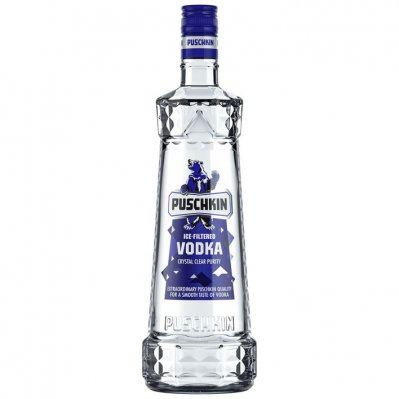 PUSCHKIN
PUSCHKIN
ICE-FILTERED
VODKA
CRYSTAL CLEAR PURITY
EXTRAORDINARY PUSCHKIN QUALITY
FOR A SMOOTH TASTE OF VODKA
PUSCHKIN